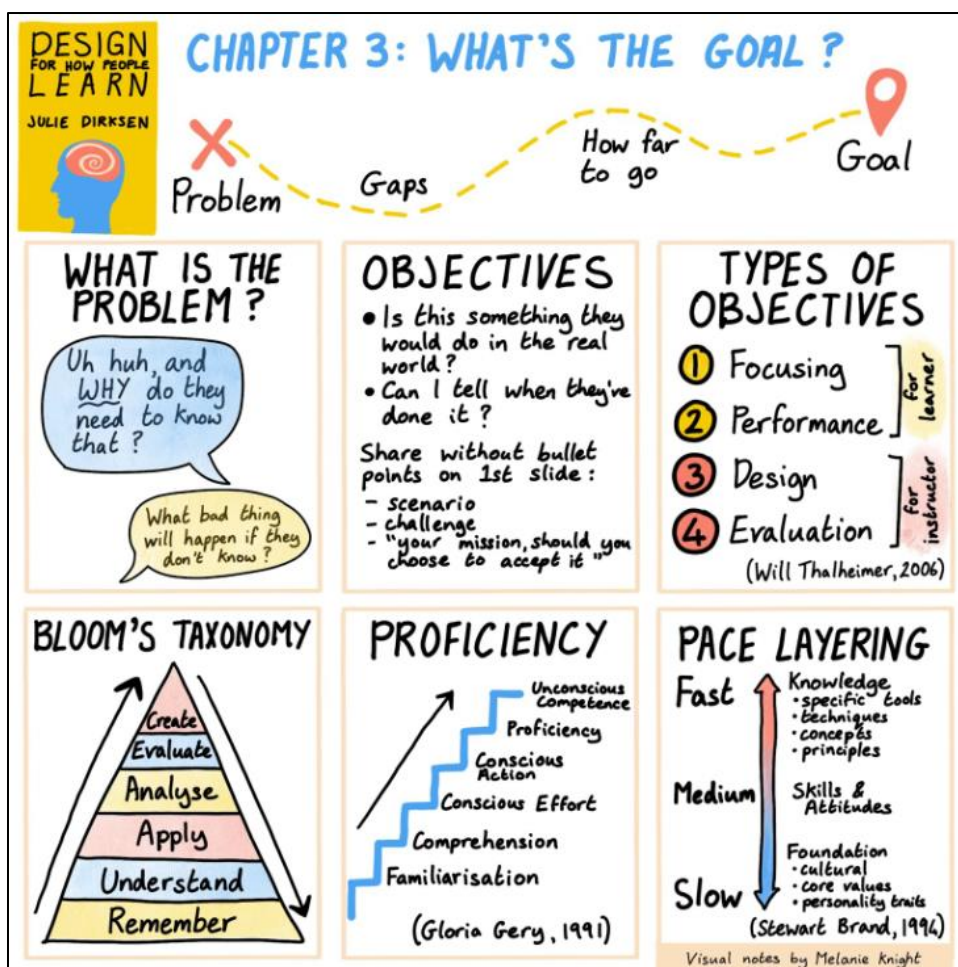 DESIGN
FOR HOW PEOPLE
LEARN
JULIE DIRKSEN
CHAPTER 3: WHAT'S THE GOAL?
Problem
Gaps
How far
to go
Goal
WHAT IS THE
PROBLEM?
Uh huh, and
WHY do they
need to know
that?
What bad thing
will happen if they
don't know?
OBJECTIVES
• Is this something they
would do in the real
world?
• Can I tell when they've
done it?
Share without bullet
points on 1st slide:
- scenario
- challenge
- "your mission, should you
choose to accept it"
TYPES OF
OBJECTIVES
1 Focusing
2 Performance
for
learner
3 Design
4 Evaluation
for
instructor
(Will Thalheimer, 2006)
BLOOM'S TAXONOMY
Create
Evaluate
Analyse
Apply
Understand
Remember
PROFICIENCY
Unconscious
Competence
Proficiency
Conscious
Action
Conscious Effort
Comprehension
Familiarisation
(Gloria Gery, 1991)
PACE LAYERING
Fast
Knowledge
• specific tools
• techniques
• concepts
• principles
Medium
Skills &
Attitudes
Slow
Foundation
• cultural
• core values
• personality traits
(Stewart Brand, 1994)
Visual notes by Melanie Knight